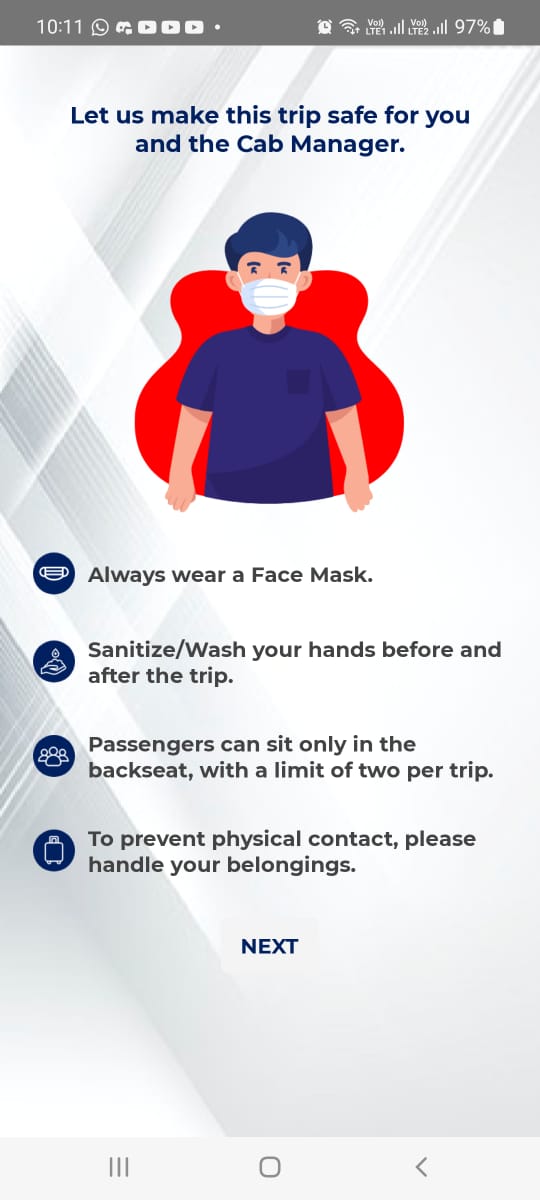 10:11 97%
Vo)) LTE1 Vo)) LTE2
Let us make this trip safe for you
and the Cab Manager.
Always wear a Face Mask.
Sanitize/Wash your hands before and
after the trip.
Passengers can sit only in the
backseat, with a limit of two per trip.
To prevent physical contact, please
handle your belongings.
NEXT